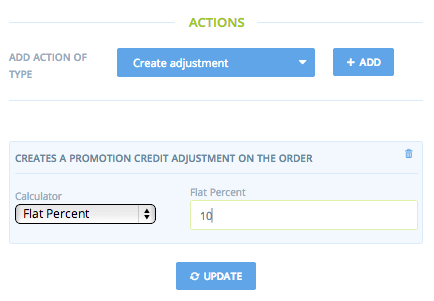 ACTIONS
ADD ACTION OF TYPE
Create adjustment
+ ADD
CREATES A PROMOTION CREDIT ADJUSTMENT ON THE ORDER
Calculator
Flat Percent
Flat Percent
10
UPDATE